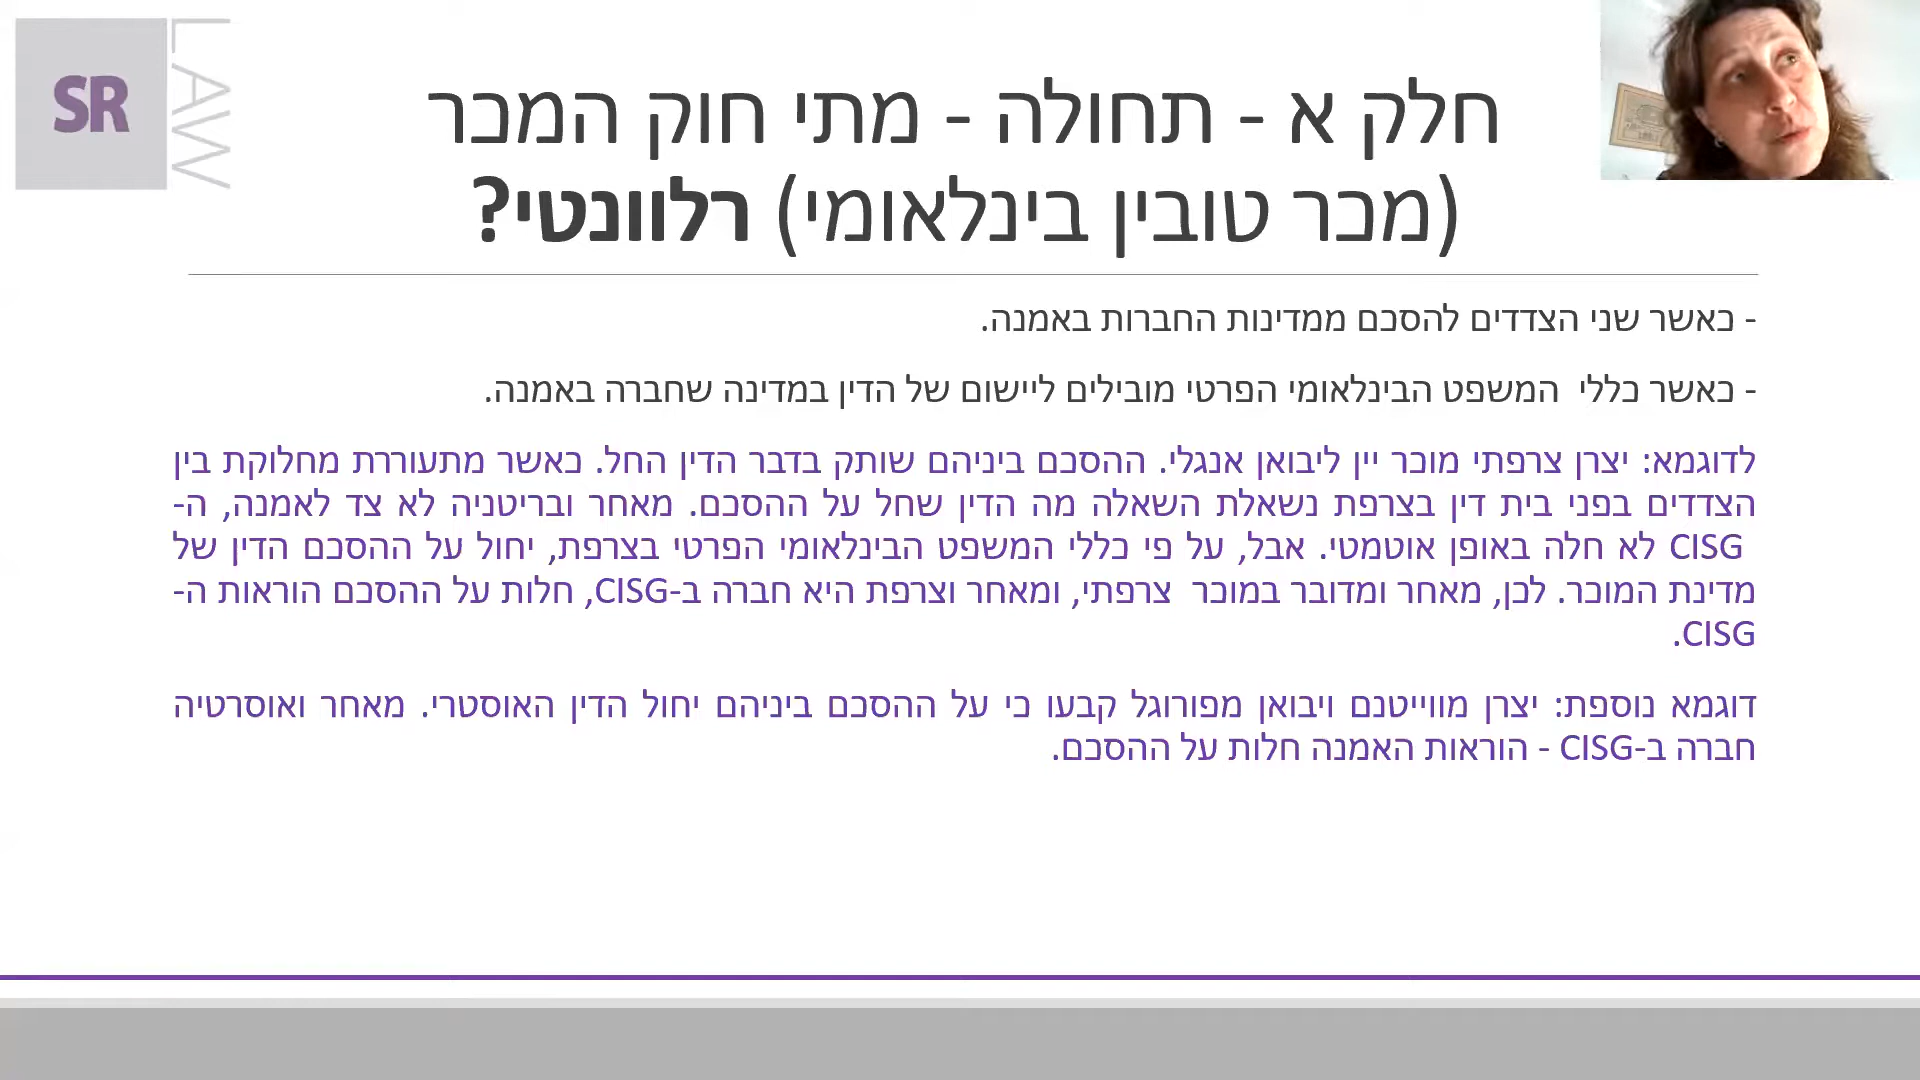 SR
LAW
חלק א - תחולה - מתי חוק המכר
(מכר טובין בינלאומי) רלוונטי?
- כאשר שני הצדדים להסכם ממדינות החברות באמנה.
- כאשר כללי המשפט הבינלאומי הפרטי מובילים ליישום של הדין במדינה שחברה באמנה.
לדוגמא: יצרן צרפתי מוכר יין ליבואן אנגלי. ההסכם ביניהם שותק בדבר הדין החל. כאשר מתעוררת מחלוקת בין
הצדדים בפני בית דין בצרפת נשאלת השאלה מה הדין שחל על ההסכם. מאחר ובריטניה לא צד לאמנה, ה-
CISG לא חלה באופן אוטמטי. אבל, על פי כללי המשפט הבינלאומי הפרטי בצרפת, יחול על ההסכם הדין של
מדינת המוכר. לכן, מאחר ומדובר במוכר צרפתי, ומאחר וצרפת היא חברה ב-CISG, חלות על ההסכם הוראות ה-
CISG.
דוגמא נוספת: יצרן מווייטנם ויבואן מפורוגל קבעו כי על ההסכם ביניהם יחול הדין האוסטרי. מאחר ואוסרטיה
חברה ב-CISG - הוראות האמנה חלות על ההסכם.